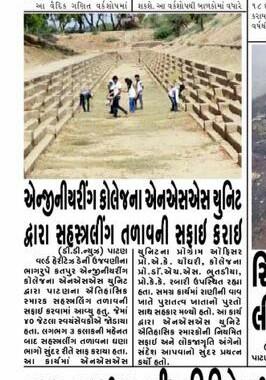 આ વૈદિક ગણિત વર્કશોપમાં
શકશે. આ વર્કશોપથી બાળકોમાં વધારે
એન્જીનીયરીંગ કોલેજના એનએસએસ યુનિટ
દ્વારા સહસ્ત્રલીંગ તળાવની સફાઈ કરાઈ
(ડી.ડી.ન્યુઝ) પાટણ
વર્લ્ડ હેરીટેડ ડેની ઉજવણીના
ભાગરૂપે કતપુર એન્જીનીયરીંગ
કોલેજના એનએસએસ યુનિટ
દ્વારા પાટણના ઐતિહાસિક
સ્મારક સહસ્ત્રલિંગ તળાવની
સફાઈ કરવામાં આવ્યુ હતુ. જેમાં
૪૦ જેટલા સ્વયંસેવકોએ જોડાયા
હતા. લગભગ ૩ કલાકની મહેનત
બાદ સહસ્ત્રલીંગ તળાવના ઘણા
ભાગો સુંદર રીતે સાફ કરાયા હતા.
આ કાર્યમાં એનએસએસ
યુનિટના પ્રોગ્રામ ઓફિસર
પ્રો.એ.કે. ચૌધરી, કોલેજના
પ્રો.ડૉ.એચ.એસ. ભુતડીયા,
પ્રો.જે.કે. રબારી ઉપસ્થિત રહ્યા
હતા. સમગ્ર કાર્યમાં રાણીની વાવ
ખાતે પુરાતત્વ ખાતાનો પુરતો
સાથ સહકાર મળ્યો હતો. આ કાર્ય
દ્વારા એનએસએસ યુનિટે
ઐતિહાસિક સ્મારકોની નિયમિત
સફાઈ અને લોકજાગૃતિ અંગેનો
સંદેશ આપવાનો સુંદર પ્રયત્ન
કર્યો હતો.